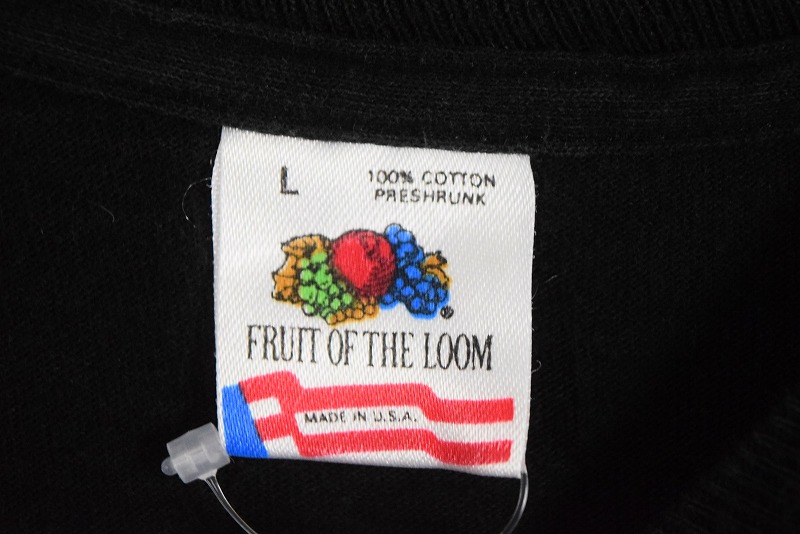 L
100% COTTON
PRESHRUNK
®
FRUIT OF THE LOOM
MADE IN U.S.A.